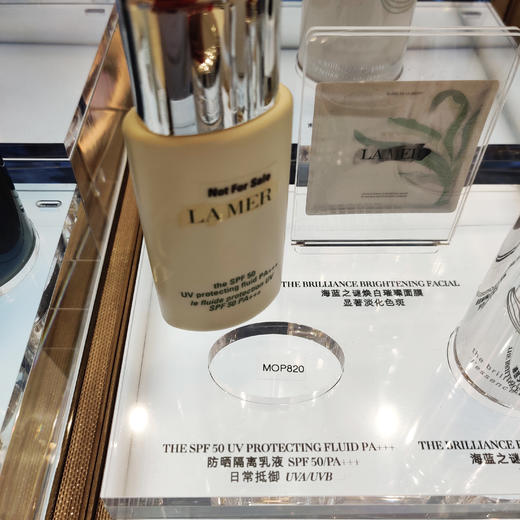 Not For Sale
LA MER
the SPF 50
UV protecting fluid PA+++
le fluide protection UV
SPF 50 PA+++
LA MER
THE BRILLIANCE BRIGHTENING FACIAL
海蓝之谜焕白璀璨面膜
显著淡化色斑
MOP820
THE SPF 50 UV PROTECTING FLUID PA+++
防晒隔离乳液 SPF 50/PA+++
日常抵御 UVA/UVB
the bril
essenc
THE BRILLIANCE
海蓝之谜